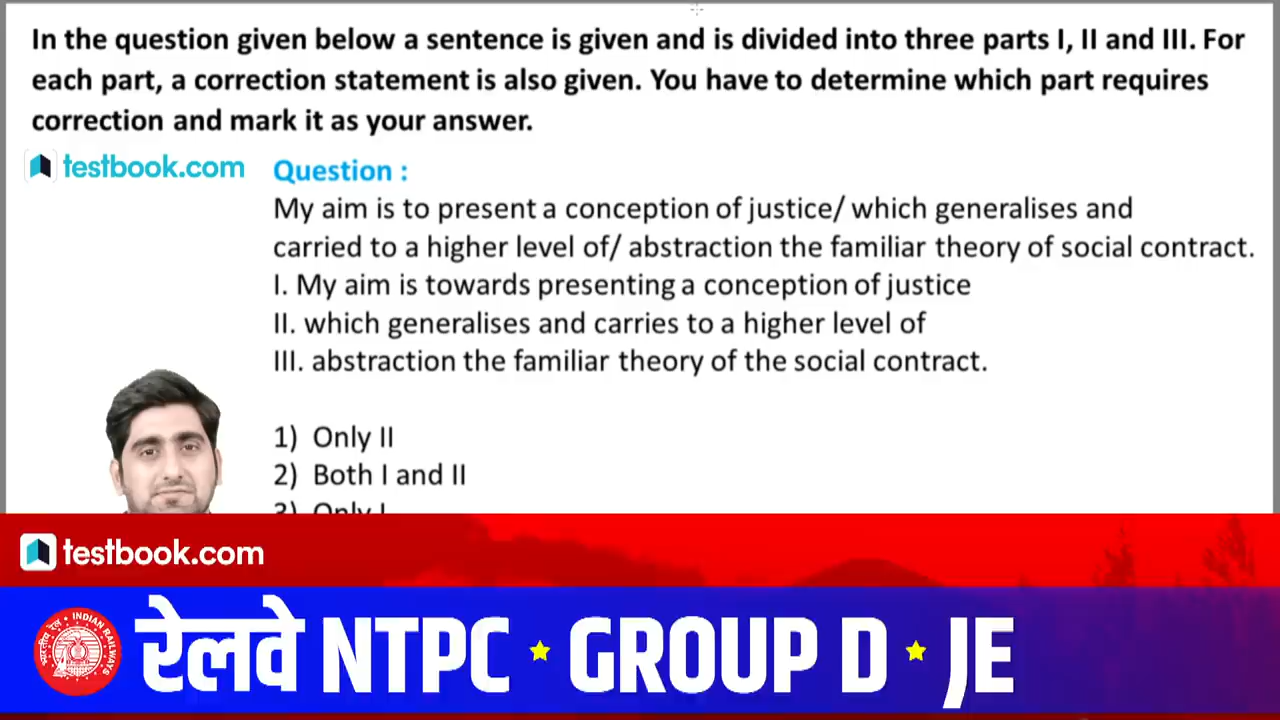 In the question given below a sentence is given and is divided into three parts I, II and III. For
each part, a correction statement is also given. You have to determine which part requires
correction and mark it as your answer.
testbook.com
Question :
My aim is to present a conception of justice/ which generalises and
carried to a higher level of/ abstraction the familiar theory of social contract.
I. My aim is towards presenting a conception of justice
II. which generalises and carries to a higher level of
III. abstraction the familiar theory of the social contract.
1) Only II
2) Both I and II
3) Only I
testbook.com
INDIAN RAILWAYS
भारतीय रेल
रेलवे NTPC GROUP D JE